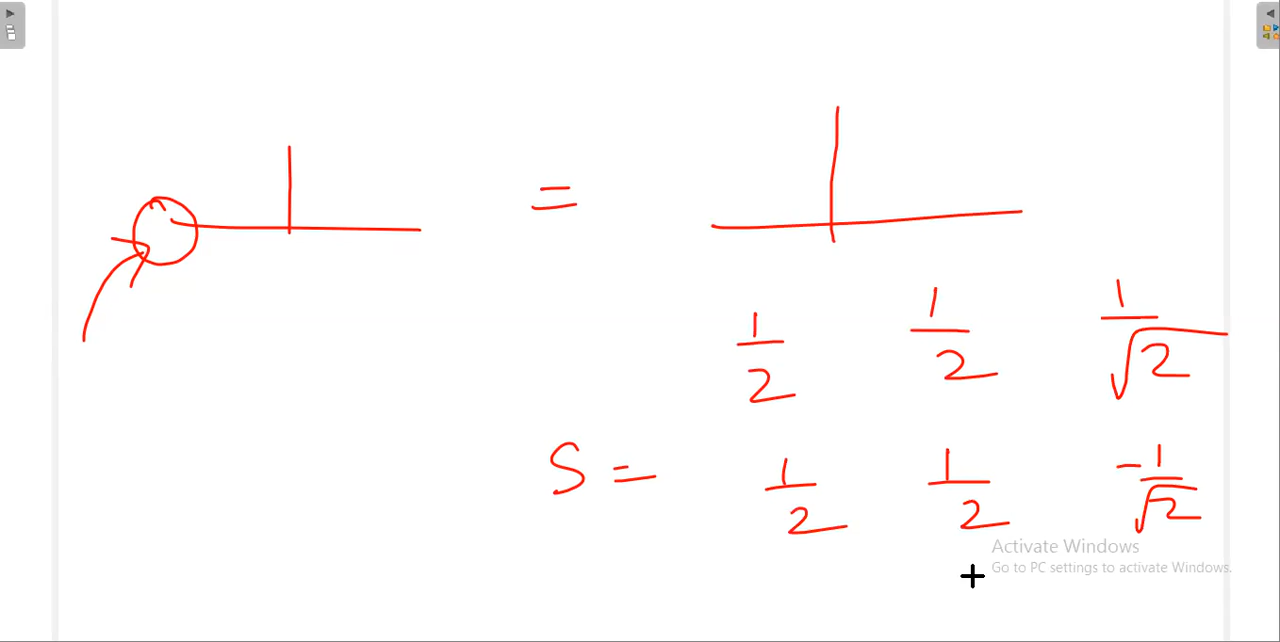 =
1/2 1/2 1/√2
S = 1/2 1/2 -1/√2
Activate Windows
Go to PC settings to activate Windows.